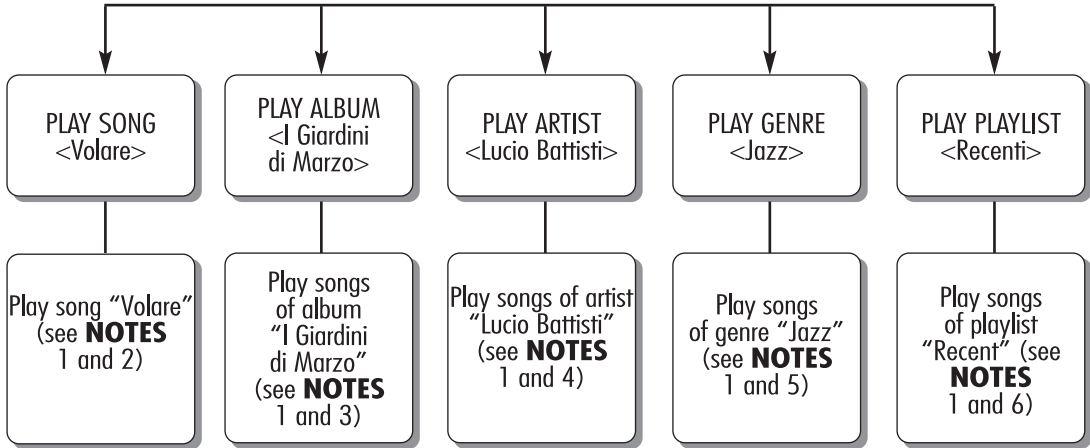 PLAY SONG
<Volare>
PLAY ALBUM
<I Giardini
di Marzo>
PLAY ARTIST
<Lucio Battisti>
PLAY GENRE
<Jazz>
PLAY PLAYLIST
<Recenti>
Play song “Volare”
(see NOTES
1 and 2)
Play songs
of album
“I Giardini
di Marzo”
(see NOTES
1 and 3)
Play songs of artist
“Lucio Battisti”
(see NOTES
1 and 4)
Play songs
of genre “Jazz”
(see NOTES
1 and 5)
Play songs
of playlist
“Recent” (see
NOTES
1 and 6)